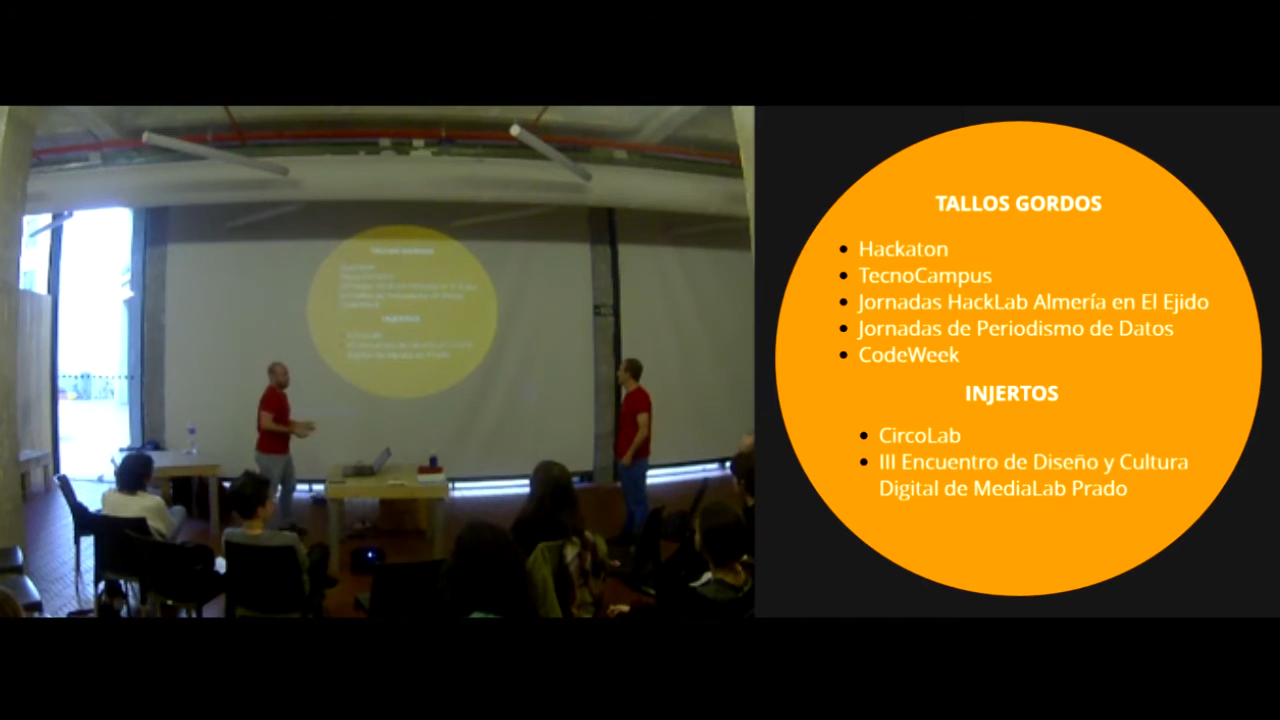 TALLOS GORDOS
Hackaton
TecnoCampus
Jornadas HackLab Almería en El Ejido
Jornadas de Periodismo de Datos
CodeWeek
INJERTOS
CircoLab
III Encuentro de Diseño y Cultura
Digital de MediaLab Prado